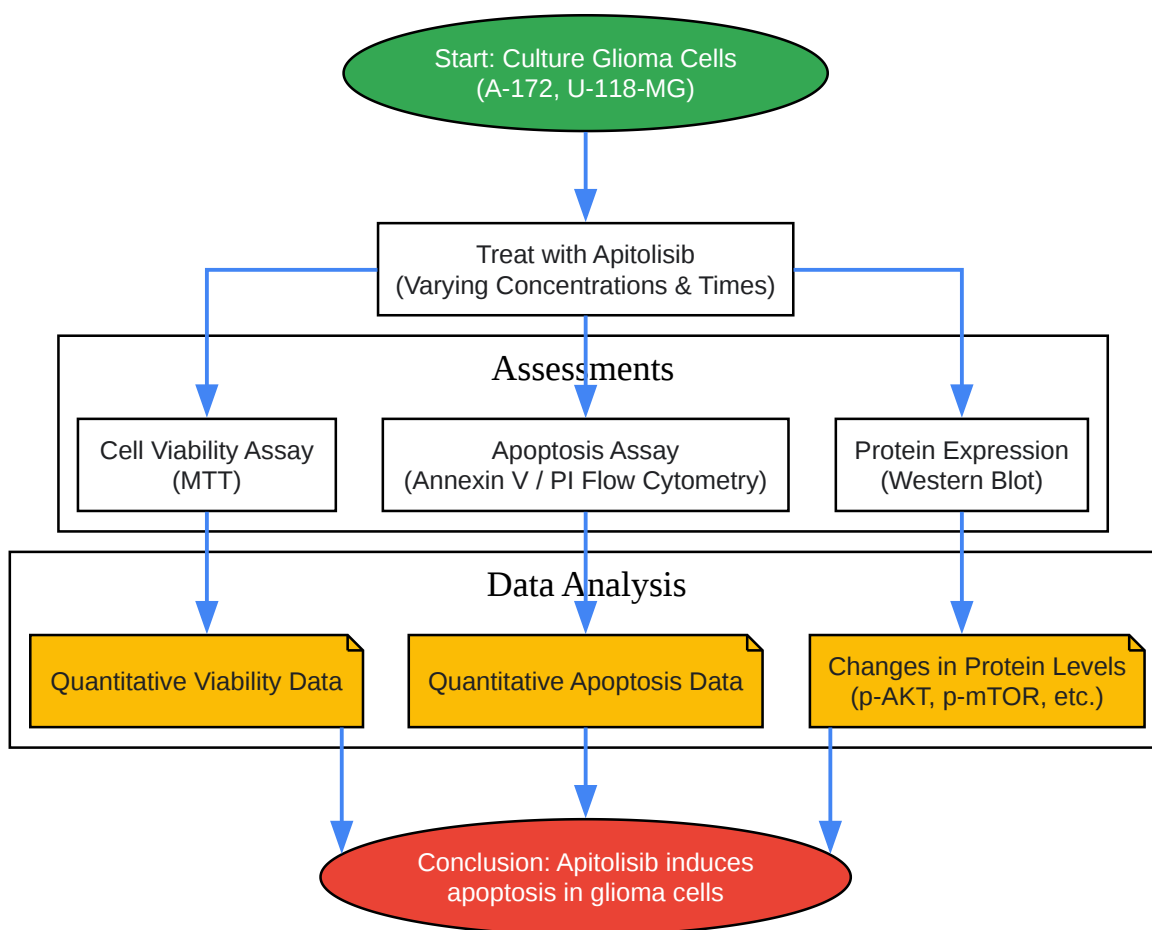 Start: Culture Glioma Cells
(A-172, U-118-MG)
Treat with Apitolisib
(Varying Concentrations & Times)
Assessments
Cell Viability Assay
(MTT)
Apoptosis Assay
(Annexin V / PI Flow Cytometry)
Protein Expression
(Western Blot)
Data Analysis
Quantitative Viability Data
Quantitative Apoptosis Data
Changes in Protein Levels
(p-AKT, p-mTOR, etc.)
Conclusion: Apitolisib induces
apoptosis in glioma cells